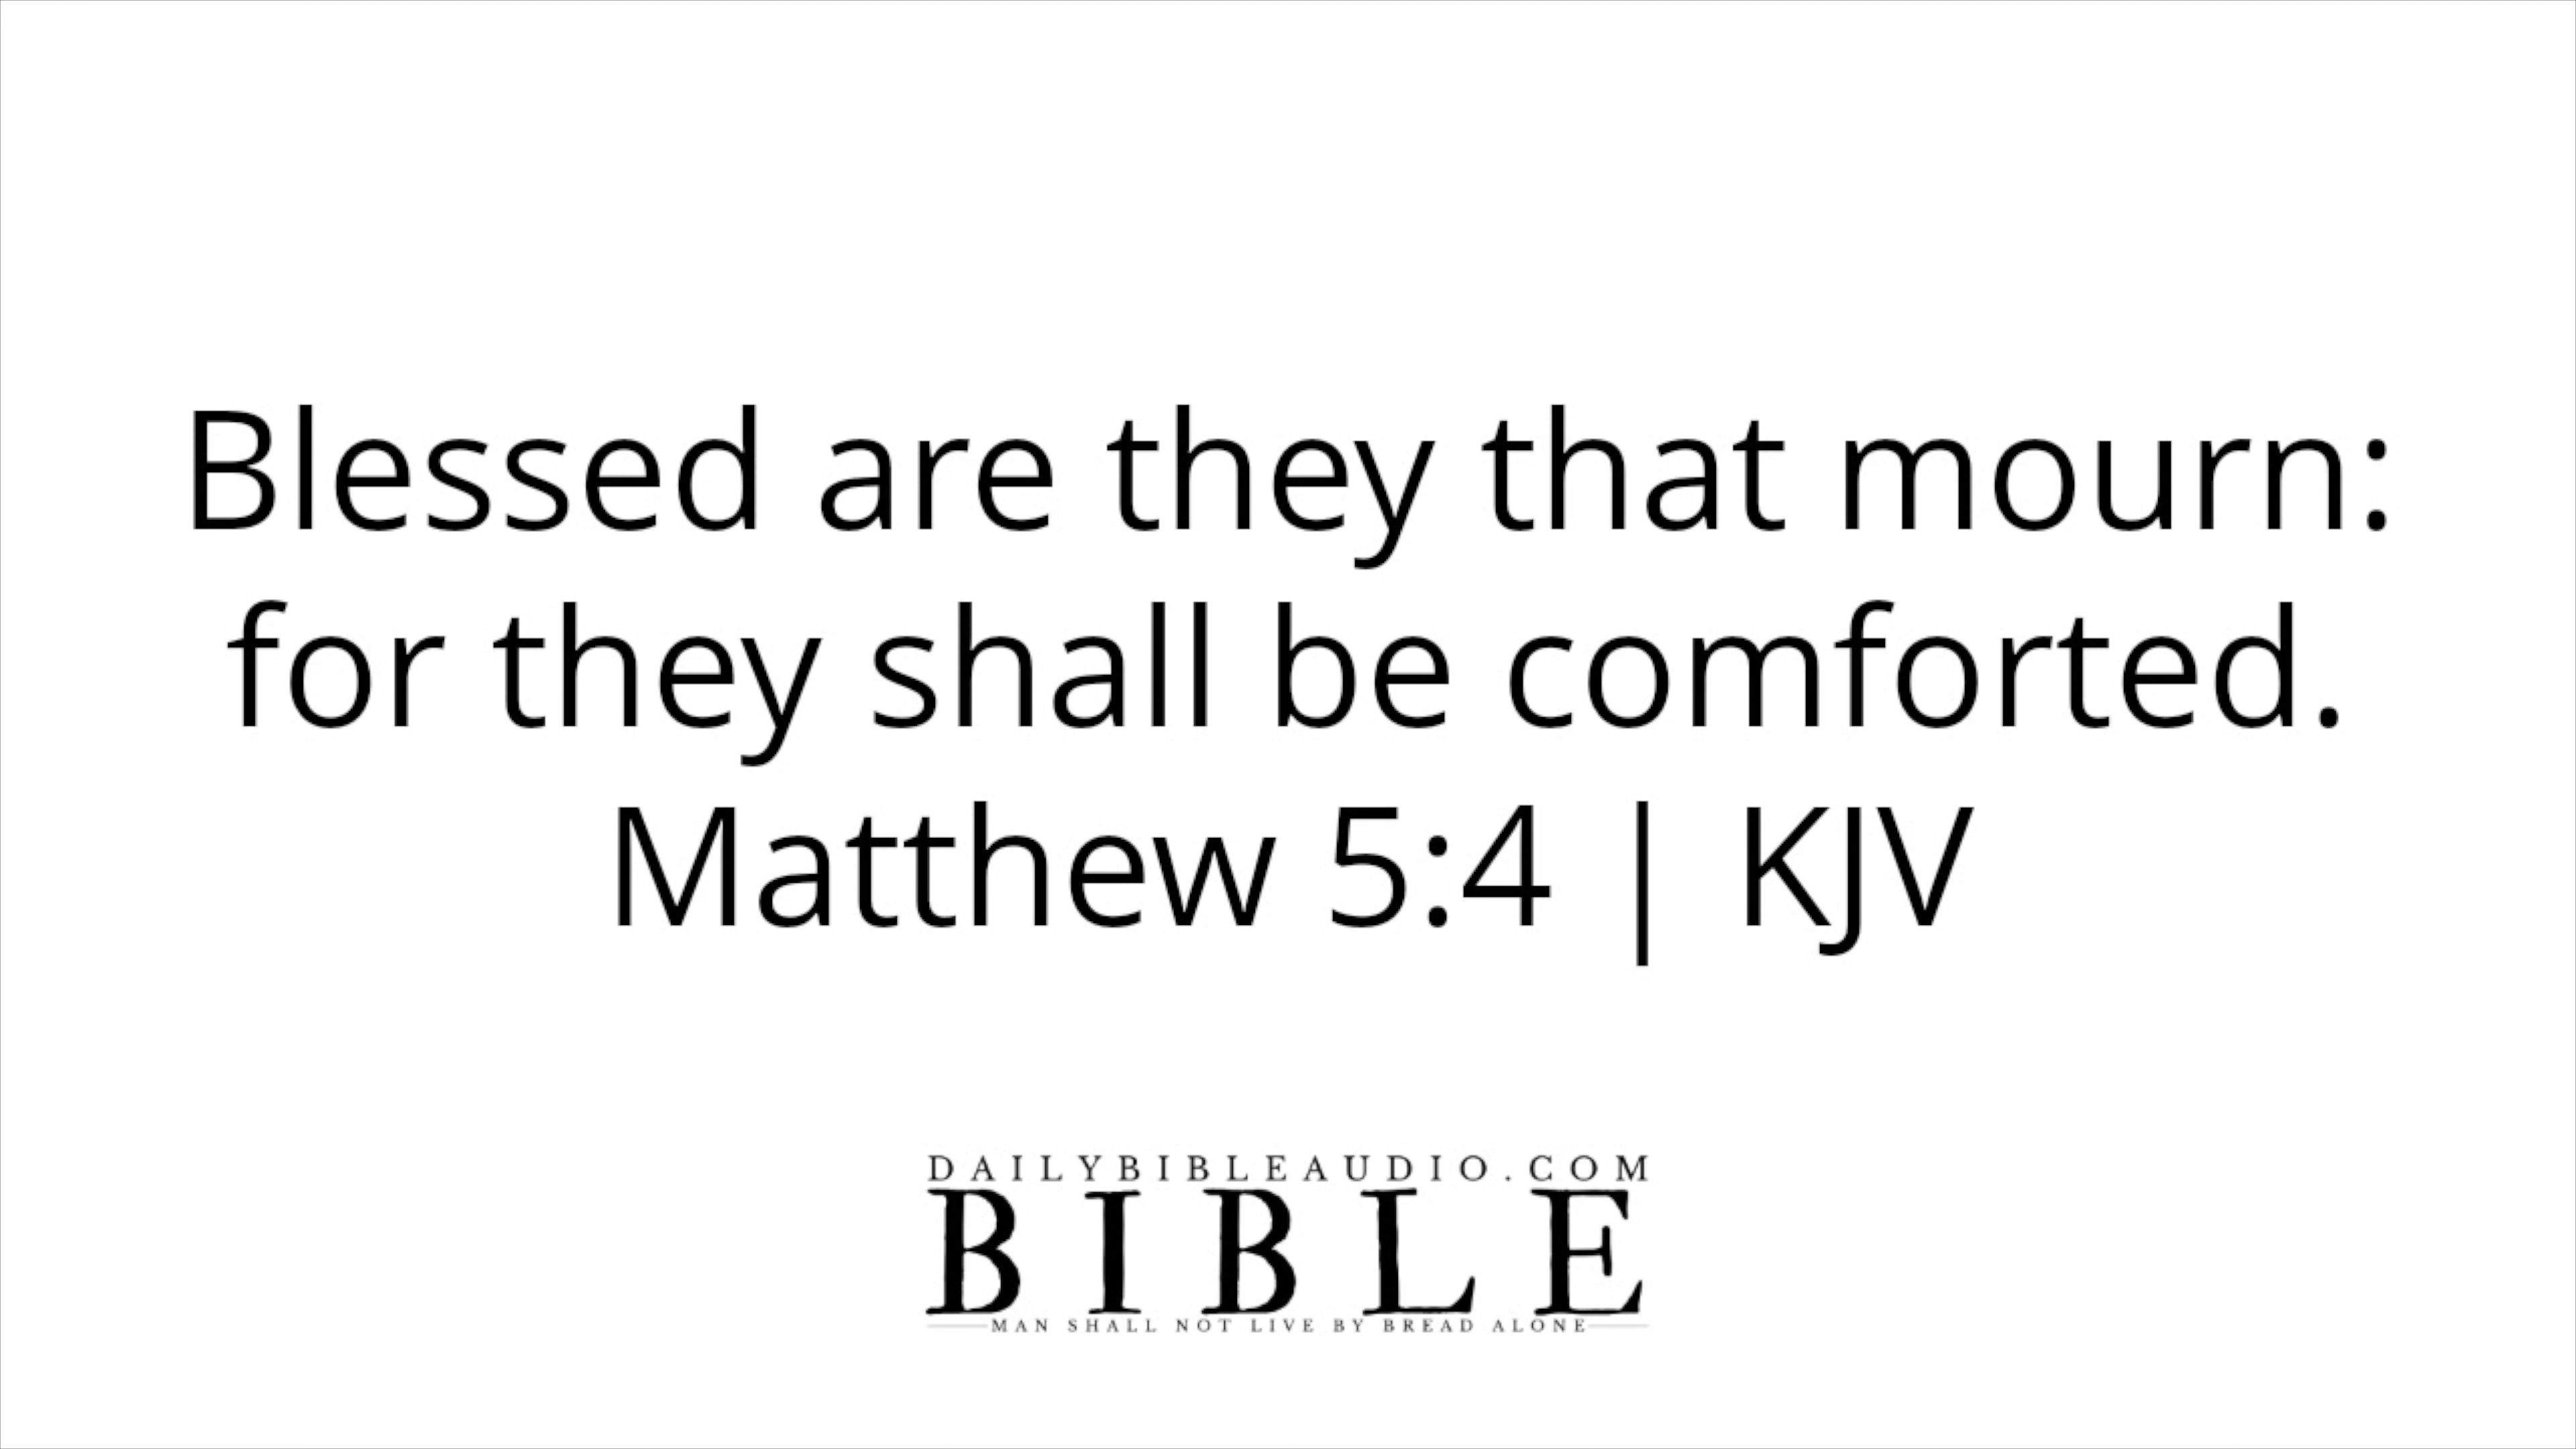 Blessed are they that mourn:
for they shall be comforted.
Matthew 5:4 | KJV
DAILYBIBLEAUDIO.COM
BIBLE
MAN SHALL NOT LIVE BY BREAD ALONE